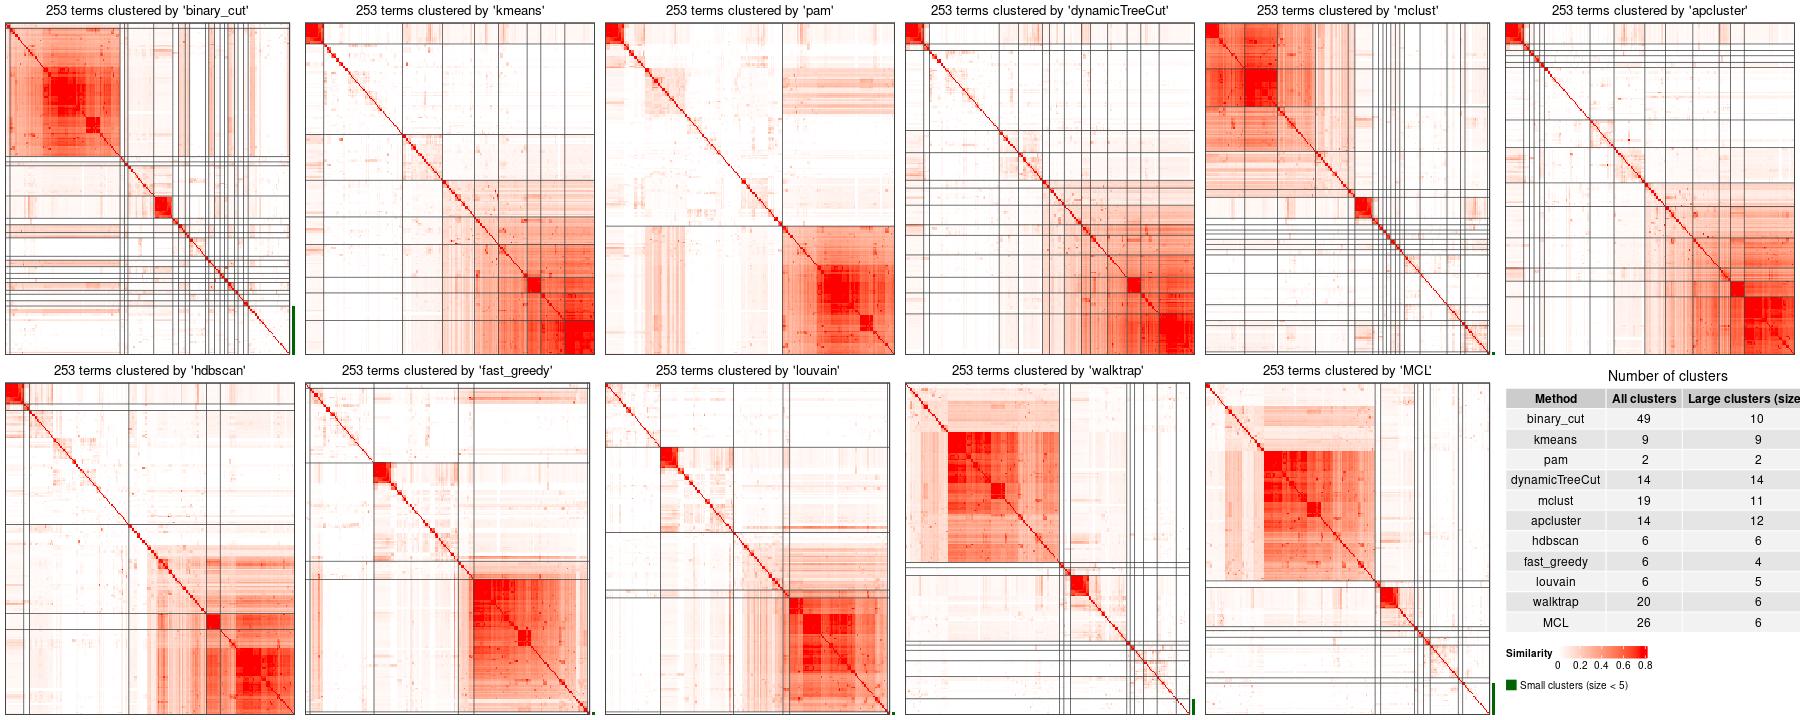 253 terms clustered by 'binary_cut'
253 terms clustered by 'kmeans'
253 terms clustered by 'pam'
253 terms clustered by 'dynamicTreeCut'
253 terms clustered by 'mclust'
253 terms clustered by 'apcluster'
253 terms clustered by 'hdbscan'
253 terms clustered by 'fast_greedy'
253 terms clustered by 'louvain'
253 terms clustered by 'walktrap'
253 terms clustered by 'MCL'
Number of clusters
Method All clusters Large clusters (size
binary_cut 49 10
kmeans 9 9
pam 2 2
dynamicTreeCut 14 14
mclust 19 11
apcluster 14 12
hdbscan 6 6
fast_greedy 6 4
louvain 6 5
walktrap 20 6
MCL 26 6
Similarity
0 0.2 0.4 0.6 0.8
Small clusters (size < 5)